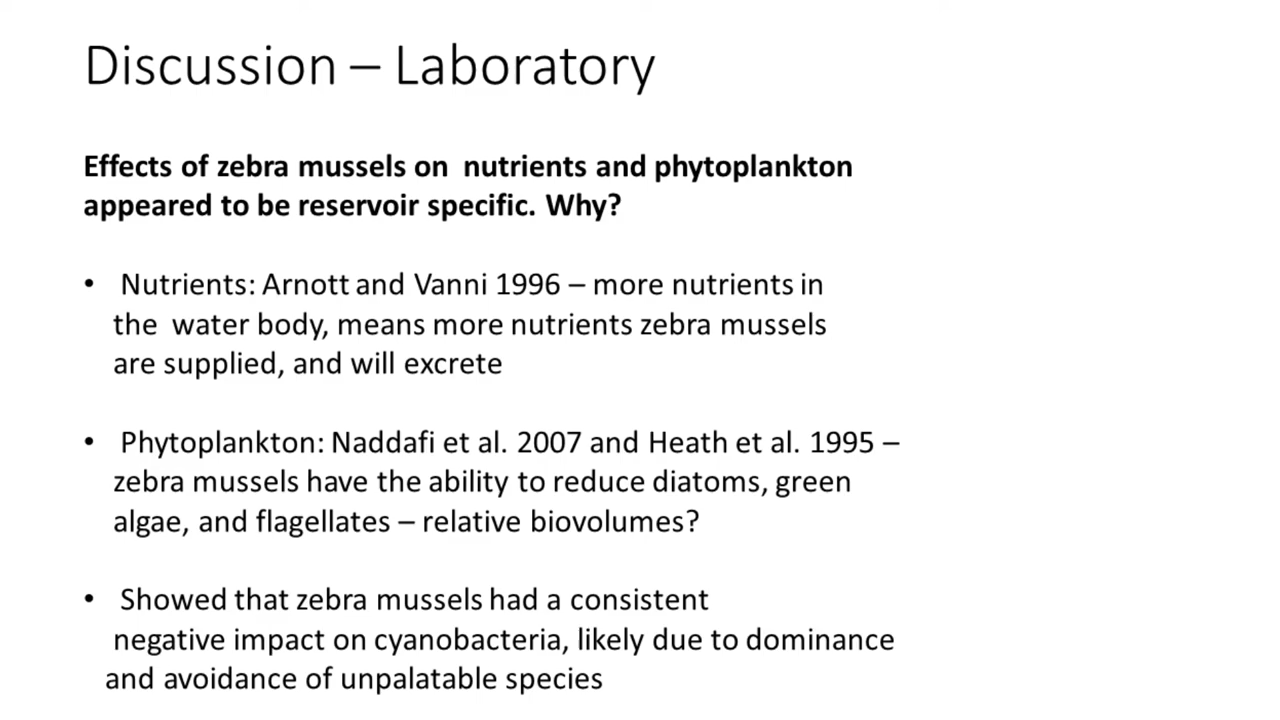 Discussion – Laboratory
Effects of zebra mussels on nutrients and phytoplankton
appeared to be reservoir specific. Why?
• Nutrients: Arnott and Vanni 1996 – more nutrients in
the water body, means more nutrients zebra mussels
are supplied, and will excrete
• Phytoplankton: Naddafi et al. 2007 and Heath et al. 1995 –
zebra mussels have the ability to reduce diatoms, green
algae, and flagellates – relative biovolumes?
• Showed that zebra mussels had a consistent
negative impact on cyanobacteria, likely due to dominance
and avoidance of unpalatable species